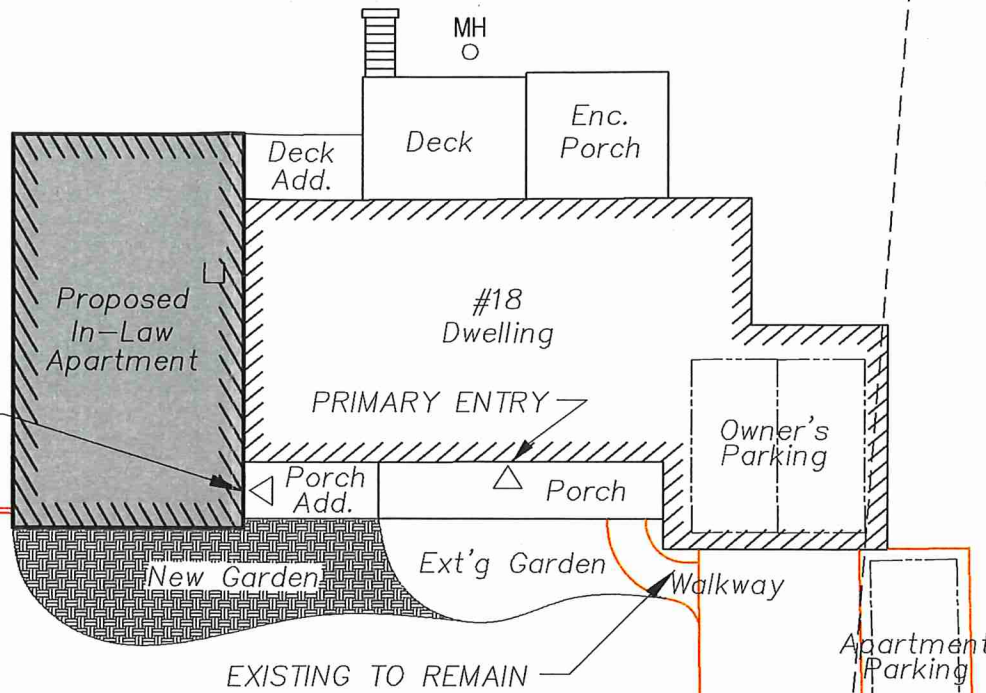 MH
Deck
Enc.
Porch
Deck
Add.
Proposed
In-Law
Apartment
#18
Dwelling
PRIMARY ENTRY
Owner's
Parking
Porch
Add.
Porch
New Garden
Ext'g Garden
Walkway
EXISTING TO REMAIN
Apartment
Parking